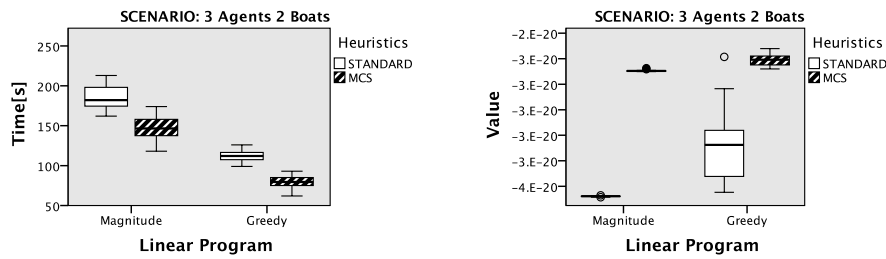 SCENARIO: 3 Agents 2 Boats
Time[s]
250
200
150
100
50
Magnitude
Greedy
Linear Program
Heuristics
STANDARD
MCS
SCENARIO: 3 Agents 2 Boats
Value
-2.E-20
-3.E-20
-3.E-20
-3.E-20
-3.E-20
-3.E-20
-4.E-20
Magnitude
Greedy
Linear Program
Heuristics
STANDARD
MCS